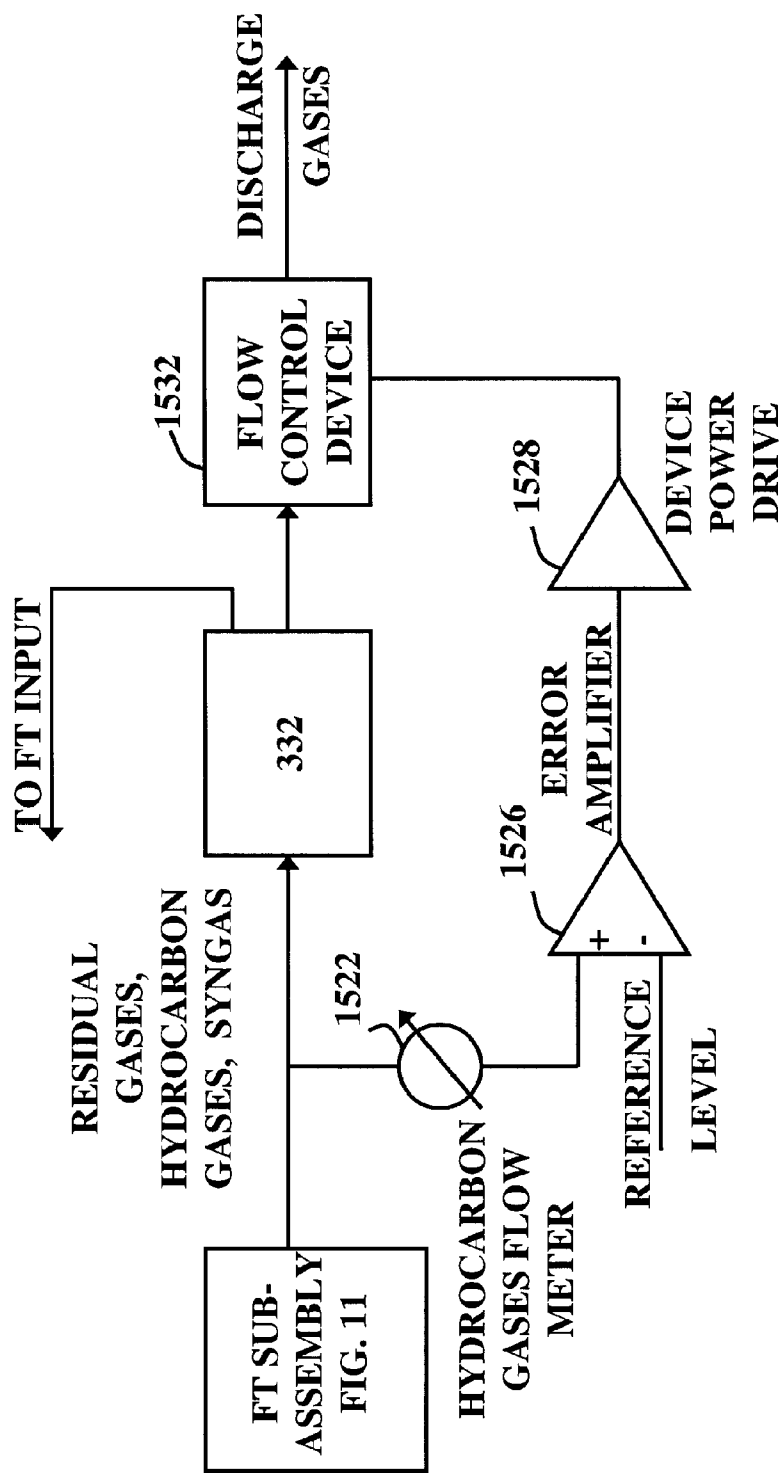 TO FT INPUT
RESIDUAL
GASES,
HYDROCARBON
GASES, SYNGAS
1532
DISCHARGE
GASES
FT SUB-
ASSEMBLY
FIG. 11
332
FLOW
CONTROL
DEVICE
1522
HYDROCARBON
GASES FLOW
METER
1526
ERROR
AMPLIFIER
1528
+
-
REFERENCE
LEVEL
DEVICE
POWER
DRIVE